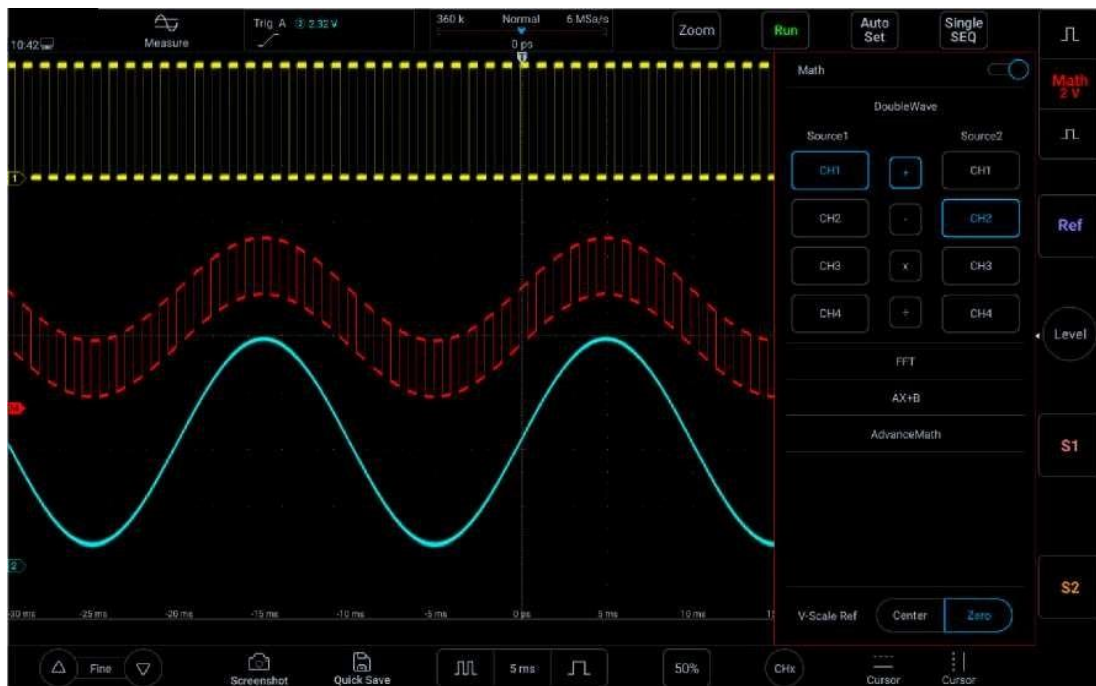 10:42
Measure
Trig A 2 2.32 V
360 k Normal 6 MSa/s
0 ps
Zoom
Run
Auto
Set
Single
SEQ
T
Math
DoubleWave
Source1
Source2
CH1 + CH1
CH2 - CH2
CH3 x CH3
CH4 ÷ CH4
FFT
AX+B
AdvanceMath
V-Scale Ref Center Zero
Math
2 V
Ref
Level
S1
S2
1
M
2
-30 ms -25 ms -20 ms -15 ms -10 ms -5 ms 0 ps 5 ms 10 ms
Fine
Screenshot
Quick Save
5 ms
50%
CHx
Cursor
Cursor